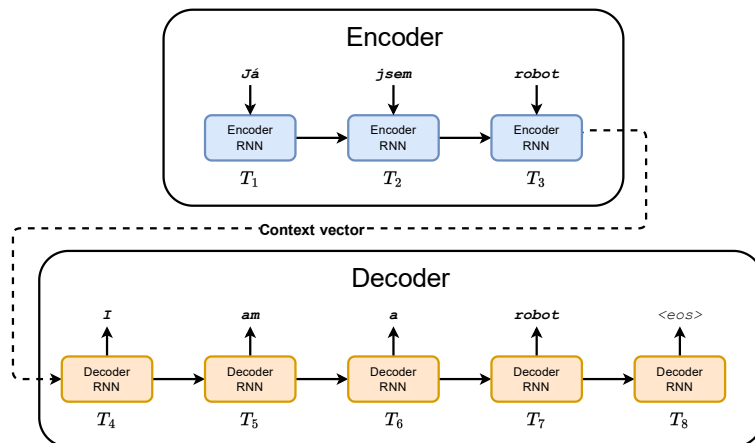 Encoder
Já jsem robot
Encoder RNN Encoder RNN Encoder RNN
T₁ T₂ T₃
Context vector
Decoder
I am a robot <eos>
Decoder RNN Decoder RNN Decoder RNN Decoder RNN Decoder RNN
T₄ T₅ T₆ T₇ T₈